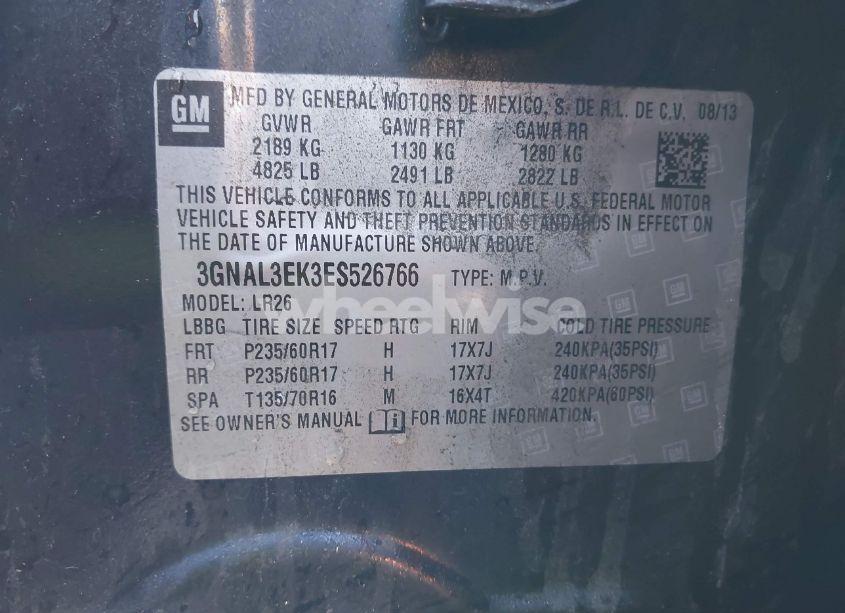 GM MFD BY GENERAL MOTORS DE MEXICO, S. DE R.L. DE C.V. 08/13
GVWR GAWR FRT GAWR RR
2189 KG 1130 KG 1280 KG
4825 LB 2491 LB 2822 LB
THIS VEHICLE CONFORMS TO ALL APPLICABLE U.S. FEDERAL MOTOR
VEHICLE SAFETY AND THEFT PREVENTION STANDARDS IN EFFECT ON
THE DATE OF MANUFACTURE SHOWN ABOVE.
3GNAL3EK3ES526766 TYPE: M.P.V.
MODEL: LR26
wheelwise
LBBG TIRE SIZE SPEED RTG RIM COLD TIRE PRESSURE
FRT P235/60R17 H 17X7J 240KPA(35PSI)
RR P235/60R17 H 17X7J 240KPA(35PSI)
SPA T135/70R16 M 16X4T 420KPA(60PSI)
SEE OWNER'S MANUAL i FOR MORE INFORMATION.